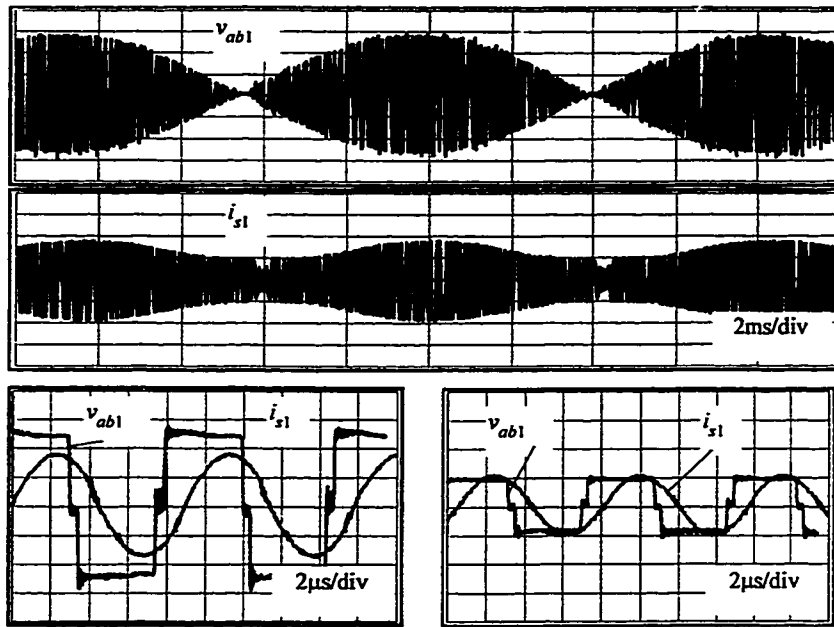 v_ab1
i_s1
2ms/div
v_ab1 i_s1
2μs/div
v_ab1 i_s1
2μs/div